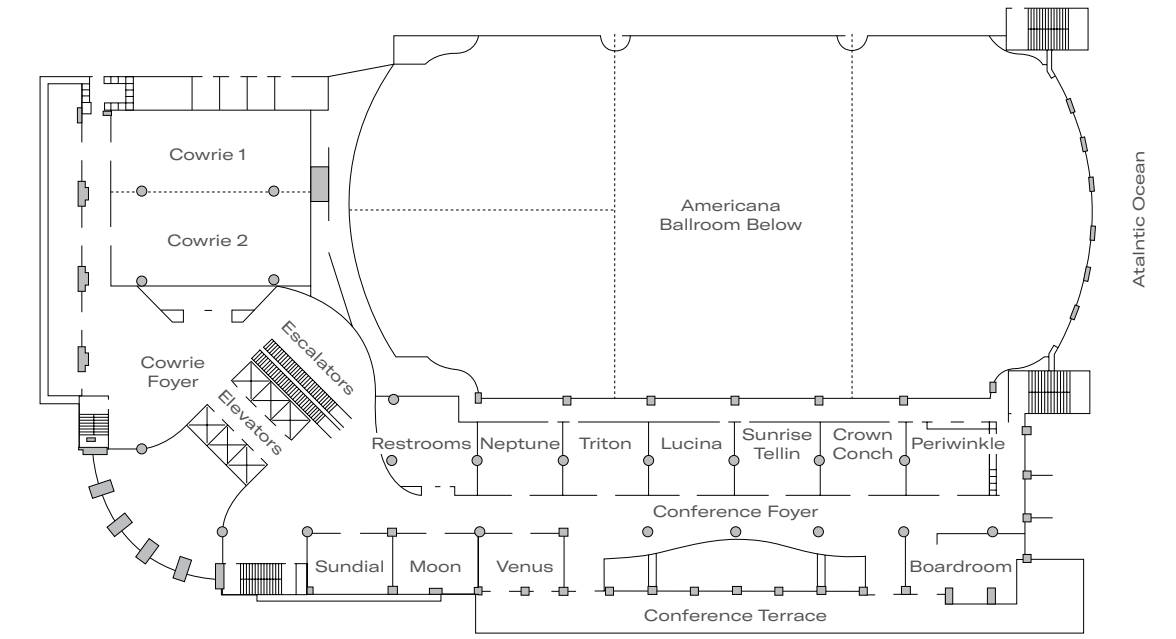 Cowrie 1
Cowrie 2
Americana
Ballroom Below
Atalntic Ocean
Escalators
Cowrie
Foyer
Elevators
Restrooms
Neptune
Triton
Lucina
Sunrise
Tellin
Crown
Conch
Periwinkle
Conference Foyer
Sundial
Moon
Venus
Boardroom
Conference Terrace